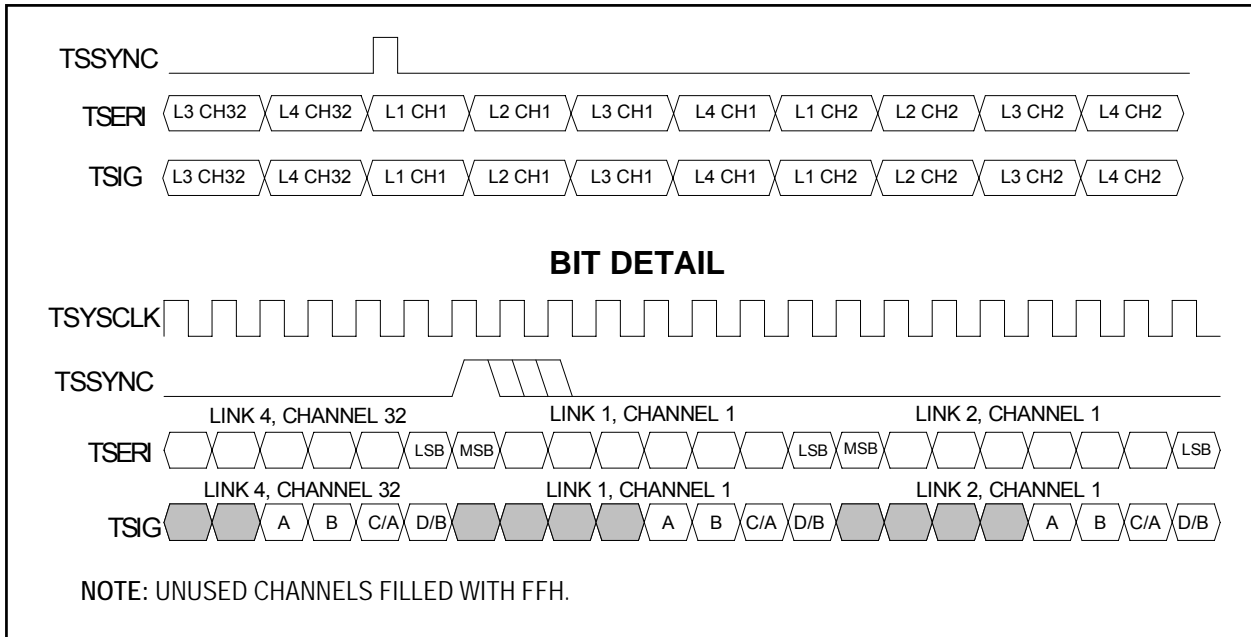 TSSYNC
TSERI L3 CH32 L4 CH32 L1 CH1 L2 CH1 L3 CH1 L4 CH1 L1 CH2 L2 CH2 L3 CH2 L4 CH2
TSIG L3 CH32 L4 CH32 L1 CH1 L2 CH1 L3 CH1 L4 CH1 L1 CH2 L2 CH2 L3 CH2 L4 CH2
BIT DETAIL
TSYSCLK
TSSYNC
LINK 4, CHANNEL 32 LINK 1, CHANNEL 1 LINK 2, CHANNEL 1
TSERI LSB MSB LSB MSB LSB
LINK 4, CHANNEL 32 LINK 1, CHANNEL 1 LINK 2, CHANNEL 1
TSIG A B C/A D/B A B C/A D/B A B C/A D/B
NOTE: UNUSED CHANNELS FILLED WITH FFH.